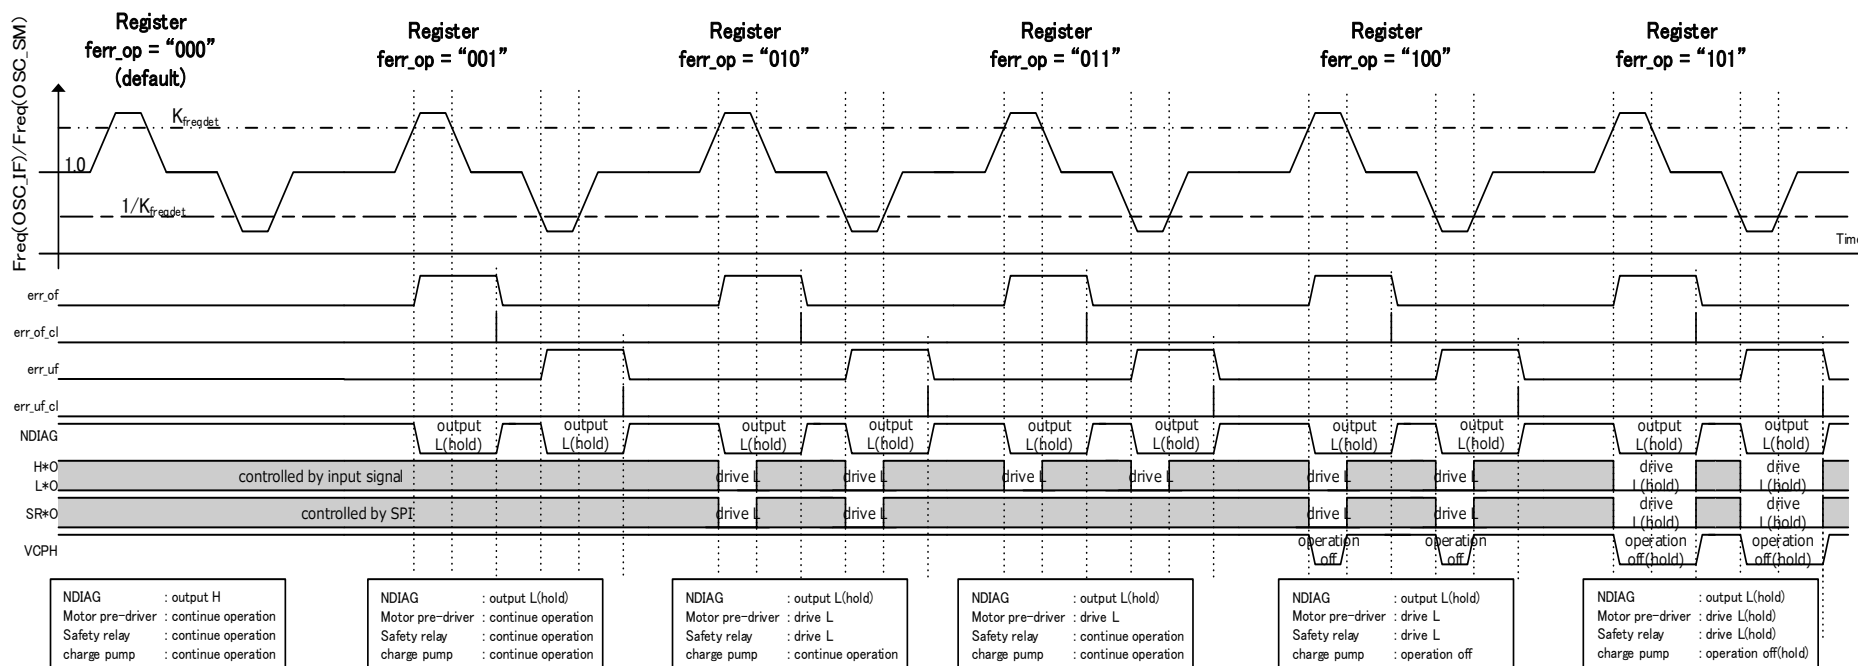 Register
ferr_op = “000”
(default)
Register
ferr_op = “001”
Register
ferr_op = “010”
Register
ferr_op = “011”
Register
ferr_op = “100”
Register
ferr_op = “101”
Freq(OSC_IF)/Freq(OSC_SM)
Kfreqdet
1.0
1/Kfreqdet
Time
err_of
err_of_cl
err_uf
err_uf_cl
NDIAG
output
L(hold)
output
L(hold)
output
L(hold)
output
L(hold)
output
L(hold)
output
L(hold)
output
L(hold)
output
L(hold)
output
L(hold)
output
L(hold)
H*O
L*O
controlled by input signal
drive L
drive L
drive L
drive L
drive L
drive L
drive
L(hold)
drive
L(hold)
SR*O
controlled by SPI
drive L
drive L
drive L
drive L
drive
L(hold)
drive
L(hold)
VCPH
operation
off
operation
off
operation
off(hold)
operation
off(hold)
NDIAG : output H
Motor pre-driver : continue operation
Safety relay : continue operation
charge pump : continue operation
NDIAG : output L(hold)
Motor pre-driver : continue operation
Safety relay : continue operation
charge pump : continue operation
NDIAG : output L(hold)
Motor pre-driver : drive L
Safety relay : drive L
charge pump : continue operation
NDIAG : output L(hold)
Motor pre-driver : drive L
Safety relay : continue operation
charge pump : continue operation
NDIAG : output L(hold)
Motor pre-driver : drive L
Safety relay : drive L
charge pump : operation off
NDIAG : output L(hold)
Motor pre-driver : drive L(hold)
Safety relay : drive L(hold)
charge pump : operation off(hold)